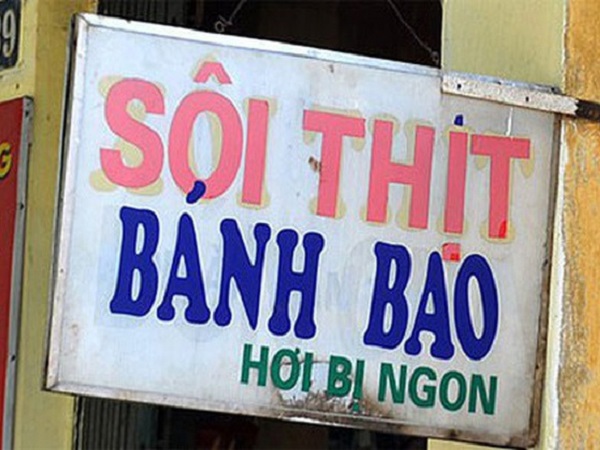 SÔI THỊT
BÁNH BAO
HƠI BỊ NGON